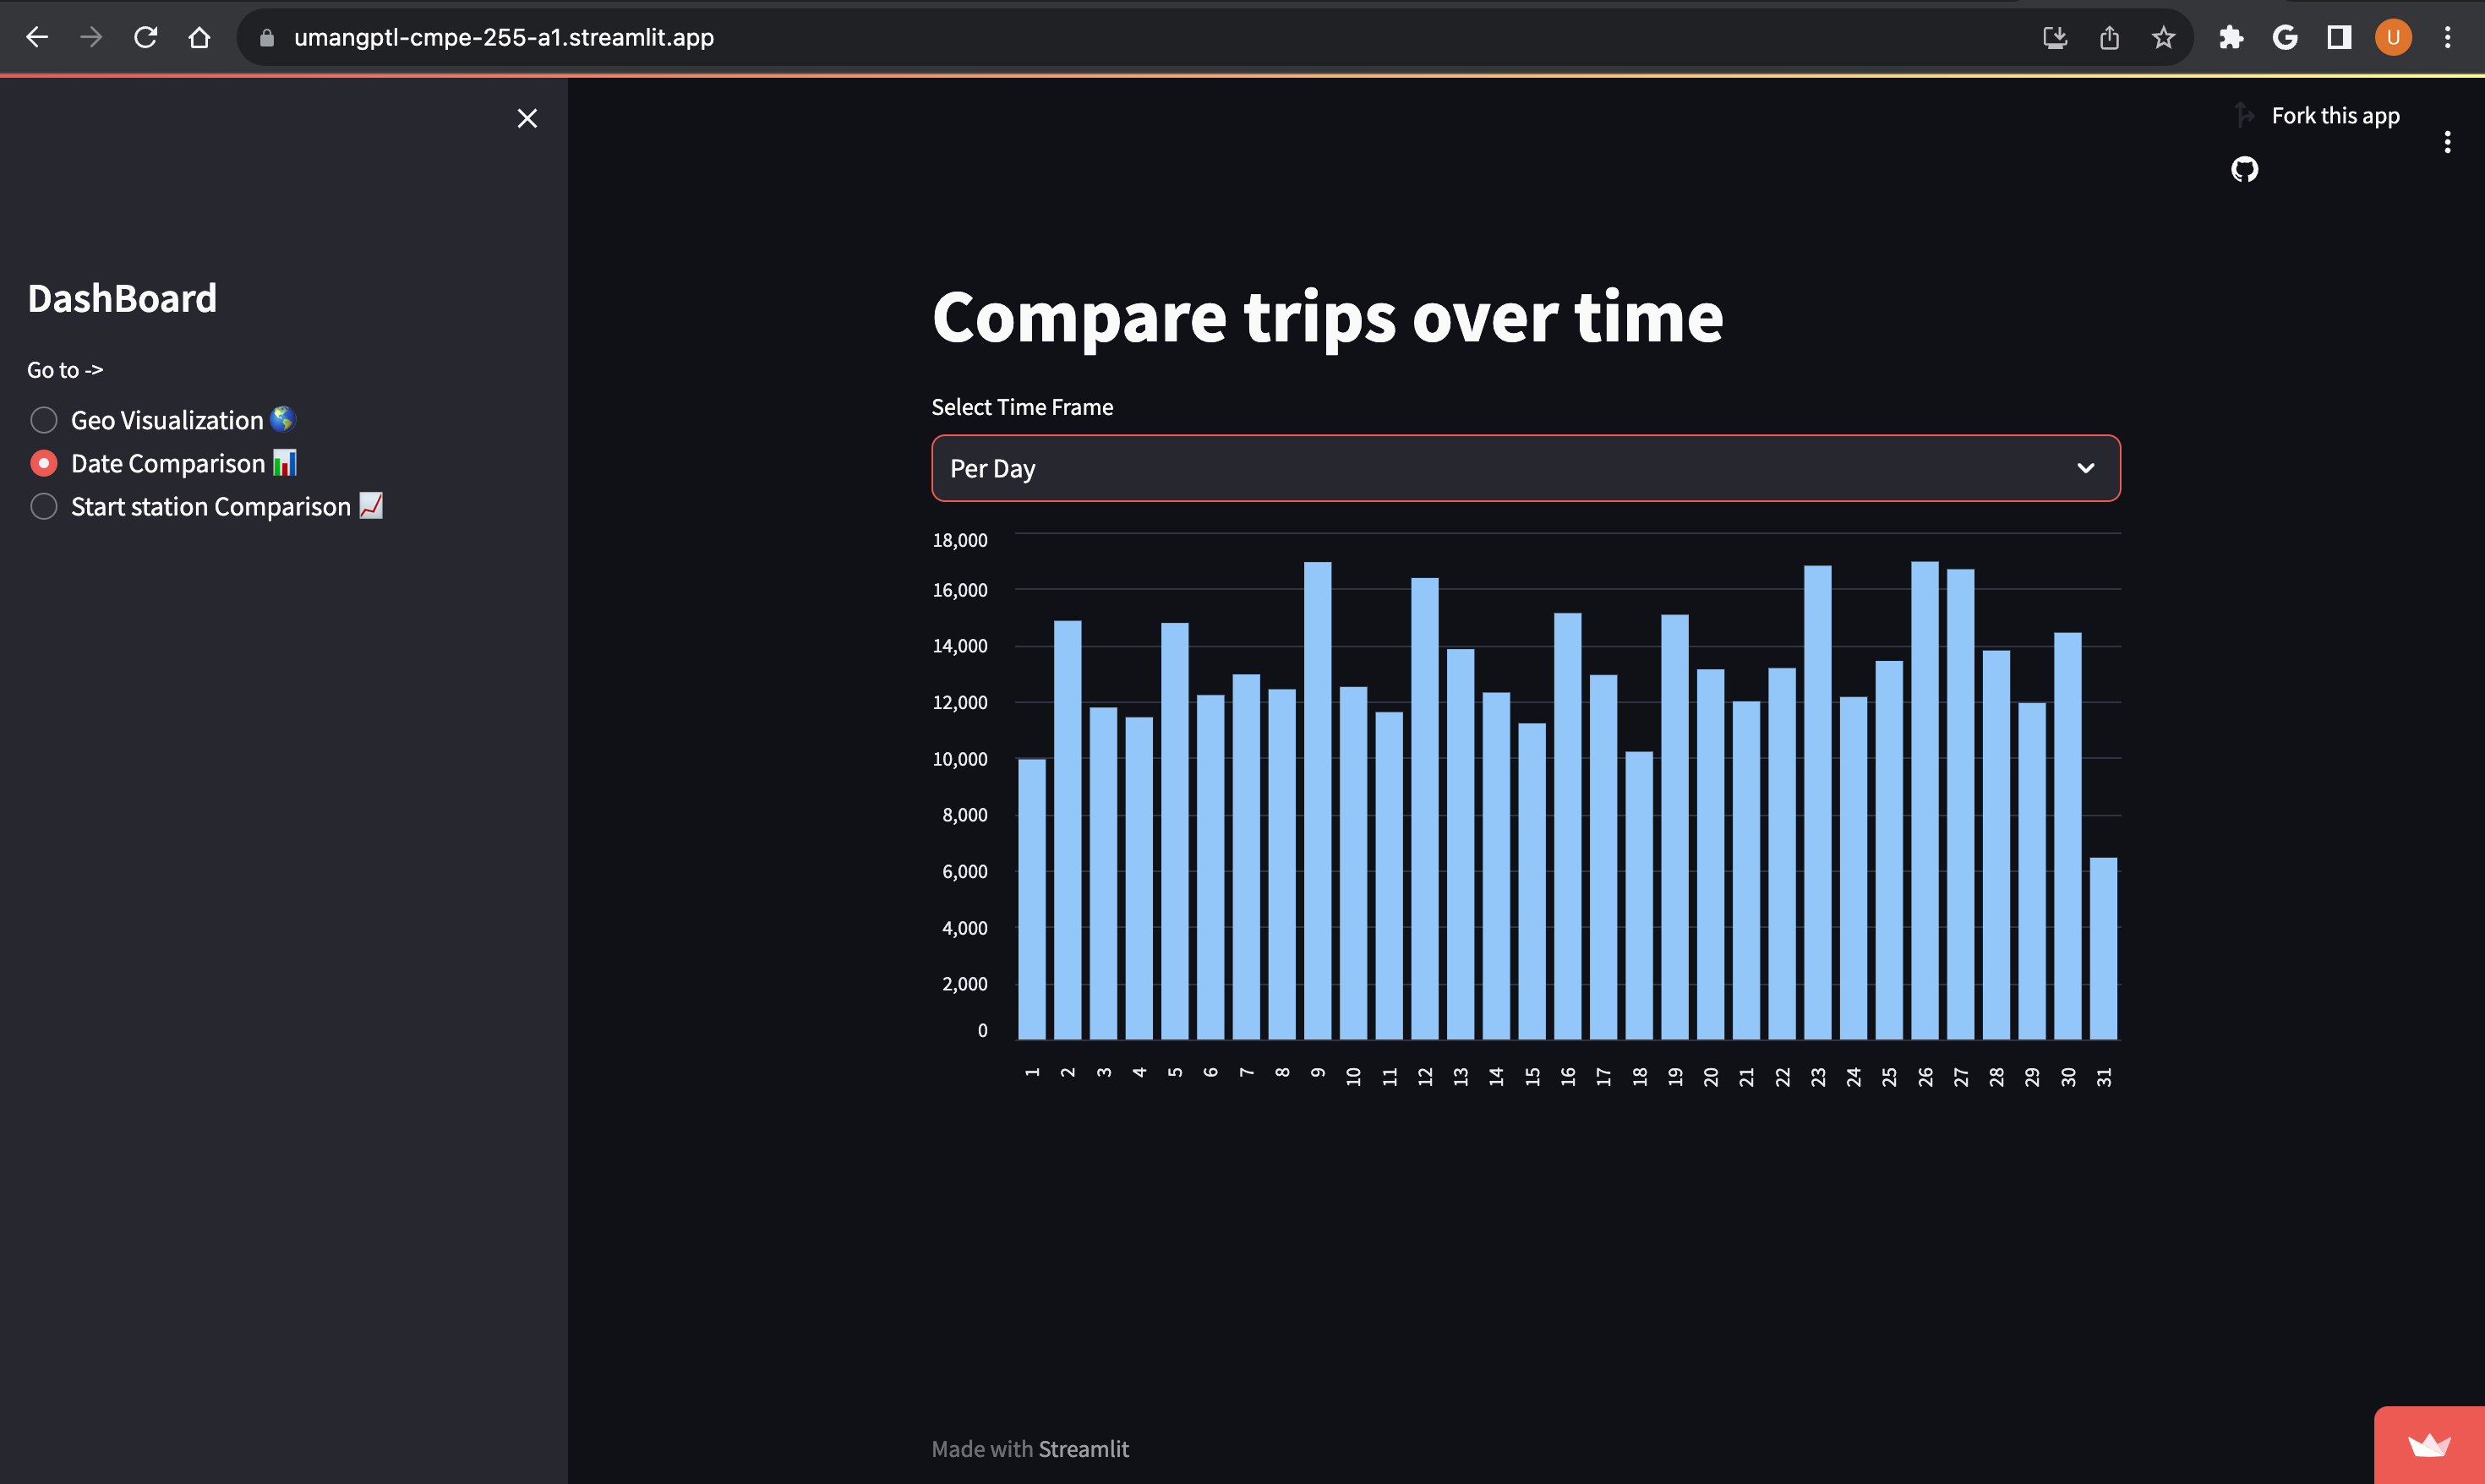 umangptl-cmpe-255-a1.streamlit.app
U
Fork this app
DashBoard
Go to ->
Geo Visualization 🌎
Date Comparison 📊
Start station Comparison 📈
Compare trips over time
Select Time Frame
Per Day
18,000
16,000
14,000
12,000
10,000
8,000
6,000
4,000
2,000
0
1 2 3 4 5 6 7 8 9 10 11 12 13 14 15 16 17 18 19 20 21 22 23 24 25 26 27 28 29 30 31
Made with Streamlit